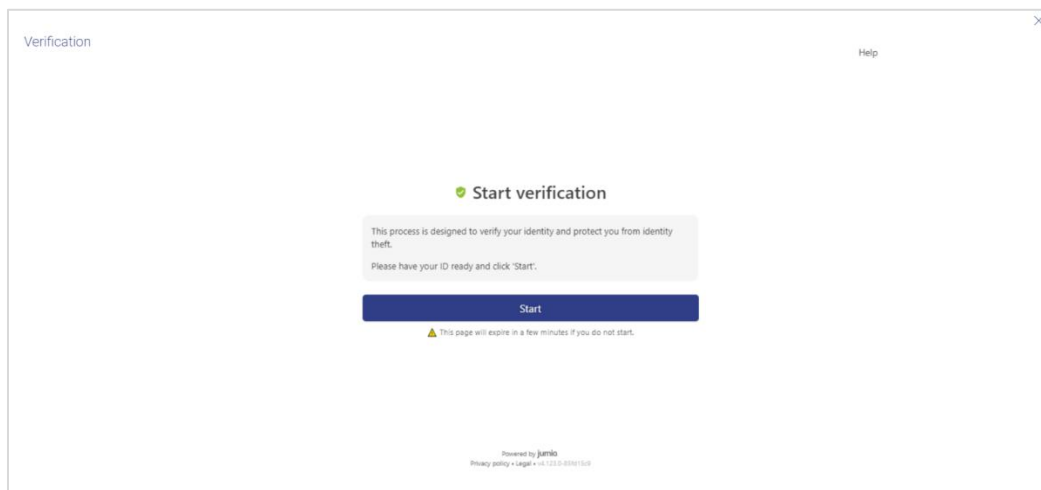 Verification
Help
Start verification
This process is designed to verify your identity and protect you from identity
theft.
Please have your ID ready and click 'Start'.
Start
This page will expire in a few minutes if you do not start.
Powered by jumio
Privacy policy • Legal •